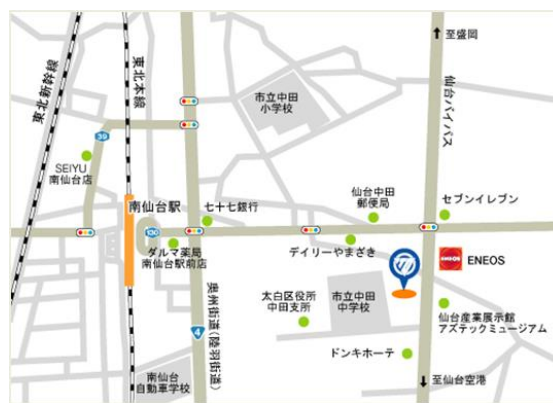 至盛岡
東北新幹線
東北本線
仙台バイパス
市立中田
小学校
39
SEIYU
南仙台店
南仙台駅
七十七銀行
仙台中田
郵便局
セブンイレブン
130
ダルマ薬局
南仙台駅前店
デイリーやまざき
ENEOS
ENEOS
奥州街道(陸羽街道)
4
太白区役所
中田支所
市立中田
中学校
仙台産業展示館
アズテックミュージアム
ドンキホーテ
南仙台
自動車学校
至仙台空港